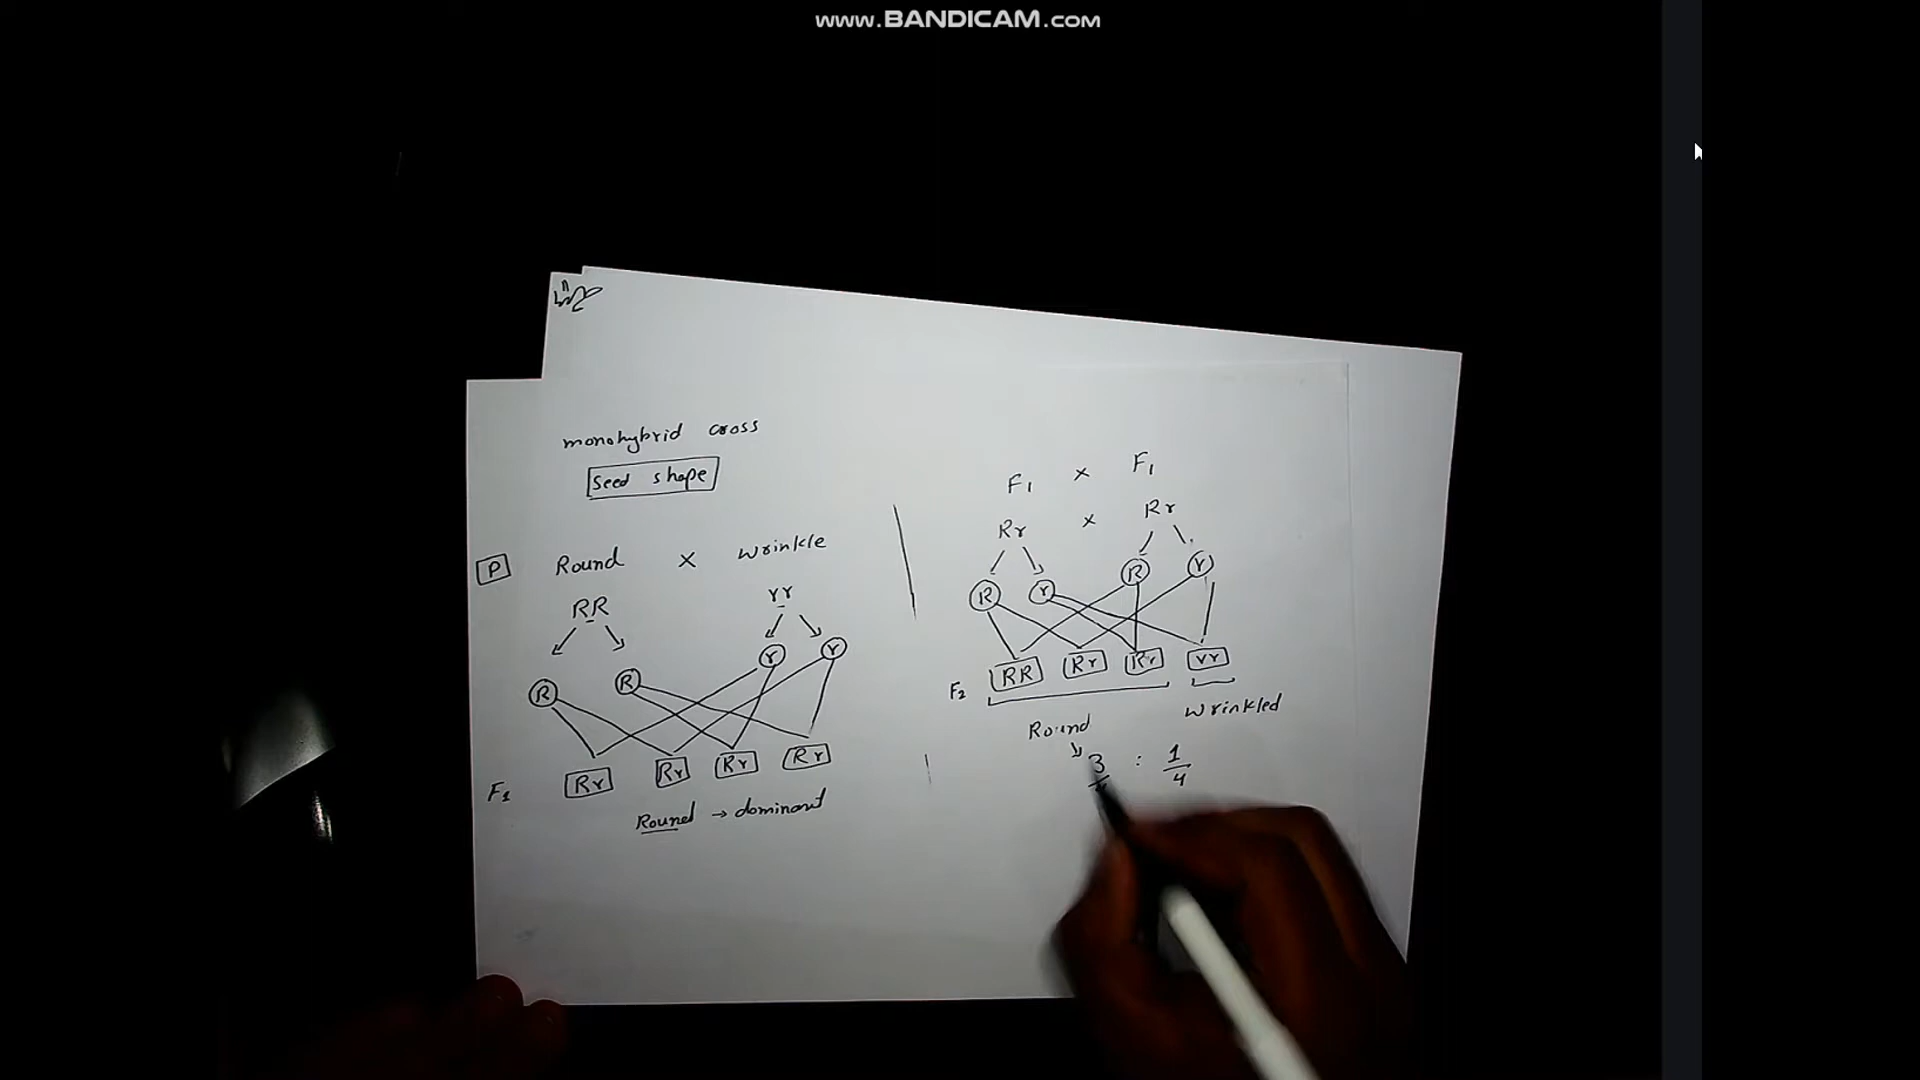 www.BANDICAM.com
monohybrid cross
Seed shape
P Round x wrinkle
RR rr
R R r r
F1 Rr Rr Rr Rr
Round → dominant
F1 x F1
Rr x Rr
R r R r
F2 RR Rr Rr rr
Round wrinkled
3 : 1/4